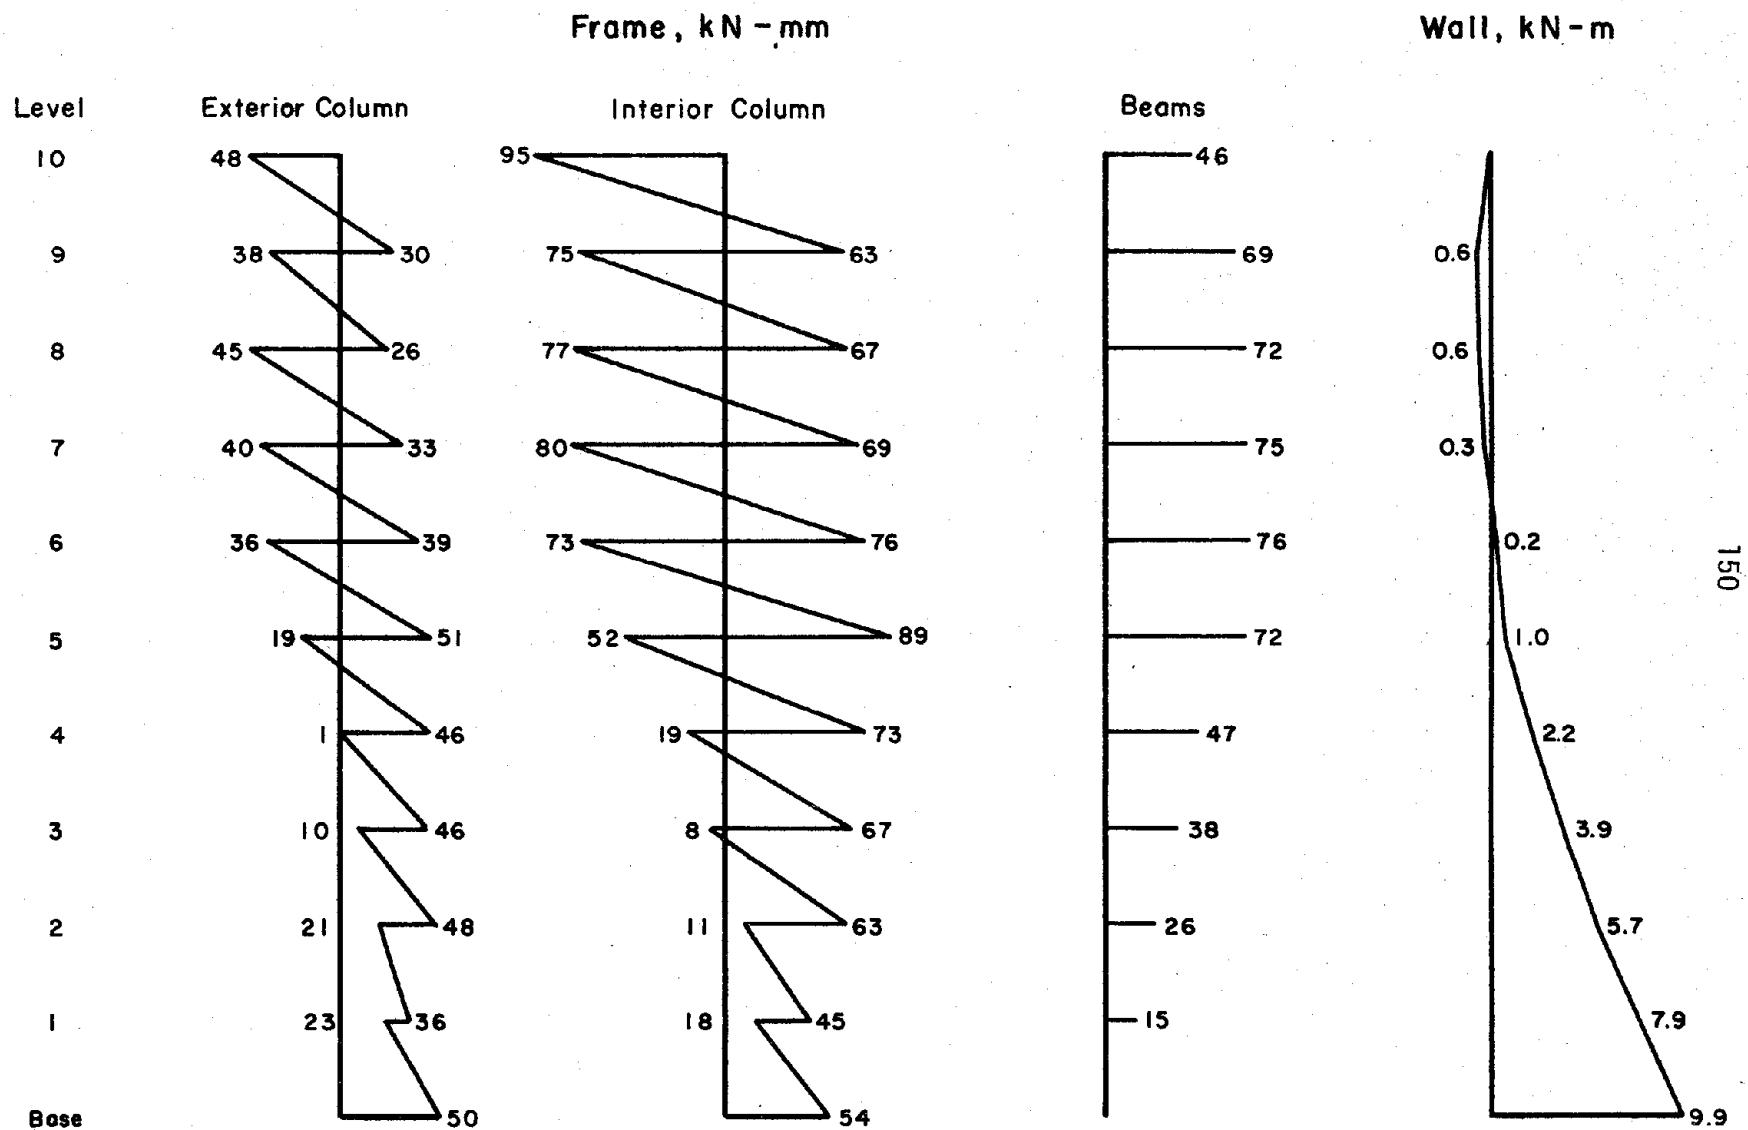 Frame, kN-mm Wall, kN-m
Level Exterior Column Interior Column Beams
10 48 95 46
9 38 30 75 63 69 0.6
8 45 26 77 67 72 0.6
7 40 33 80 69 75 0.3
6 36 39 73 76 76 0.2
5 19 51 52 89 72 1.0
4 1 46 19 73 47 2.2
3 10 46 8 67 38 3.9
2 21 48 11 63 26 5.7
1 23 36 18 45 15 7.9
Base 50 54 9.9
150